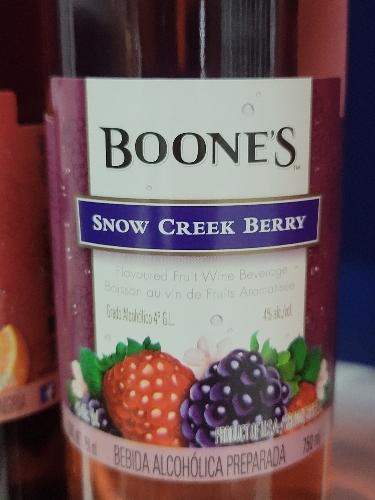 BOONE'S
SNOW CREEK BERRY
Flavoured Fruit Wine Beverage
Boisson au vin de Fruits Aromatisée
Grado Alcohólico 4° G.L.
4% alc./vol.
PRODUCT OF U.S.A.
750 ml
BEBIDA ALCOHÓLICA PREPARADA